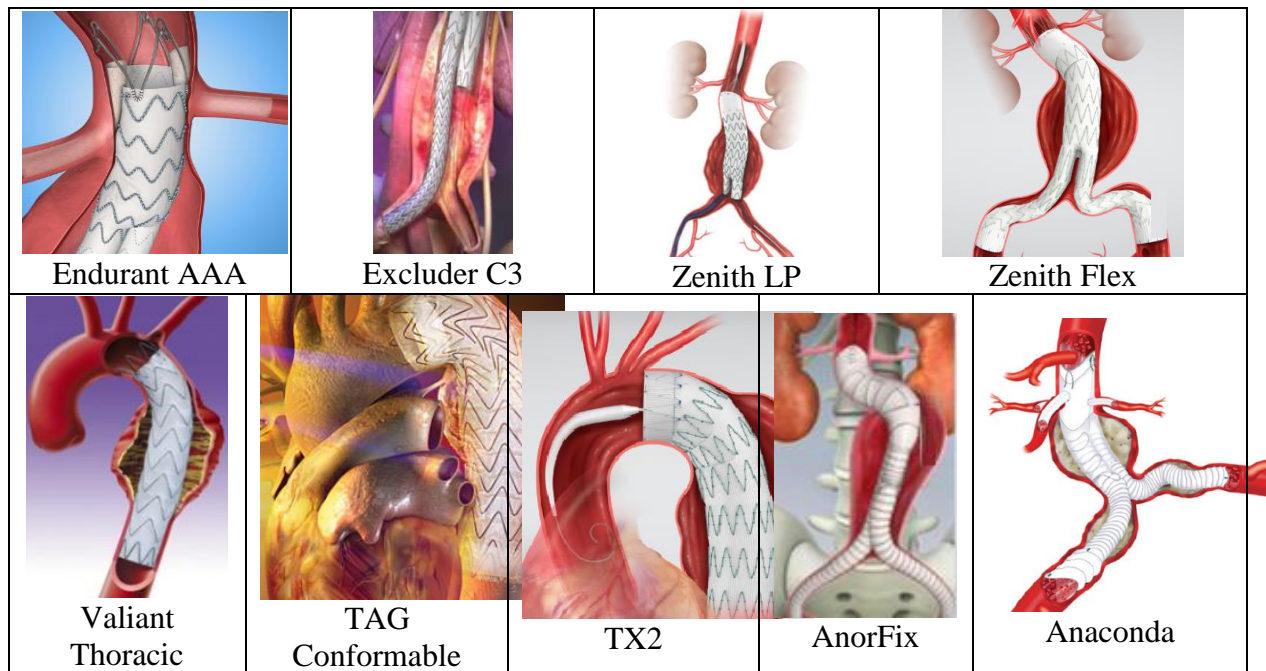 Endurant AAA
Excluder C3
Zenith LP
Zenith Flex
Valiant
Thoracic
TAG
Conformable
TX2
AnorFix
Anaconda